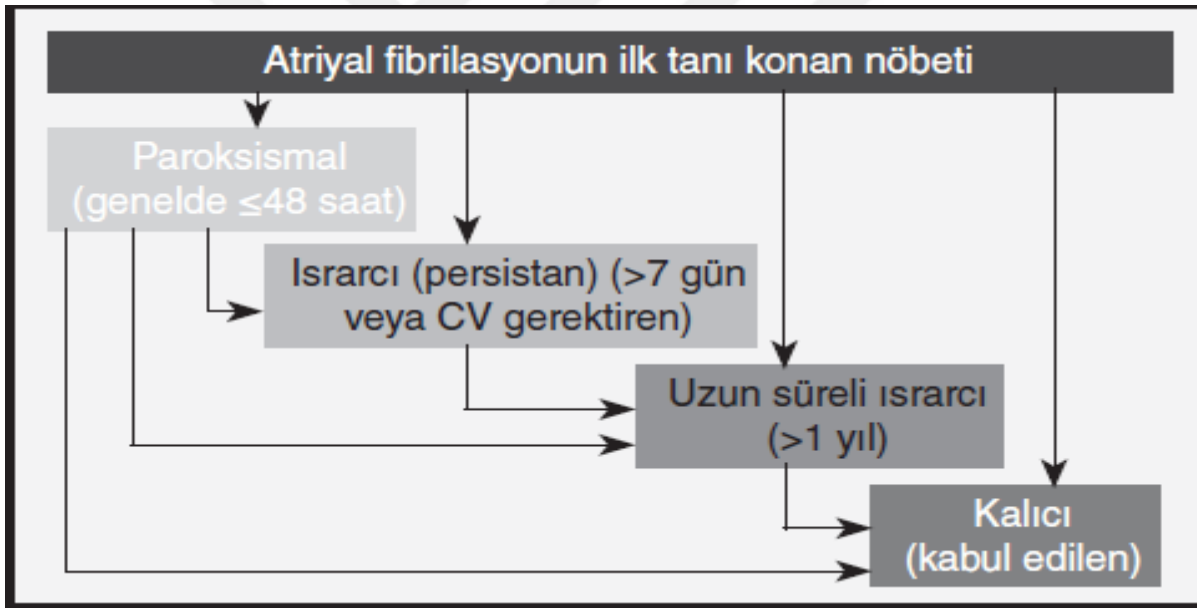 Atriyal fibrilasyonun ilk tanı konan nöbeti
Paroksismal
(genelde ≤48 saat)
Israrcı (persistan) (>7 gün
veya CV gerektiren)
Uzun süreli ısrarcı
(>1 yıl)
Kalıcı
(kabul edilen)